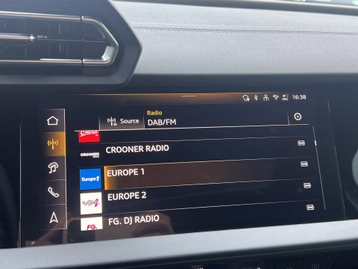 16:38
Radio
Source
DAB/FM
CROONER RADIO
EUROPE 1
Europe 1
EUROPE 2
FG. DJ RADIO
FG.